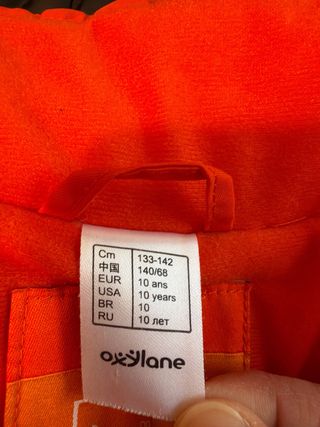 Cm 133-142
中国 140/68
EUR 10 ans
USA 10 years
BR 10
RU 10 лет
oxylane